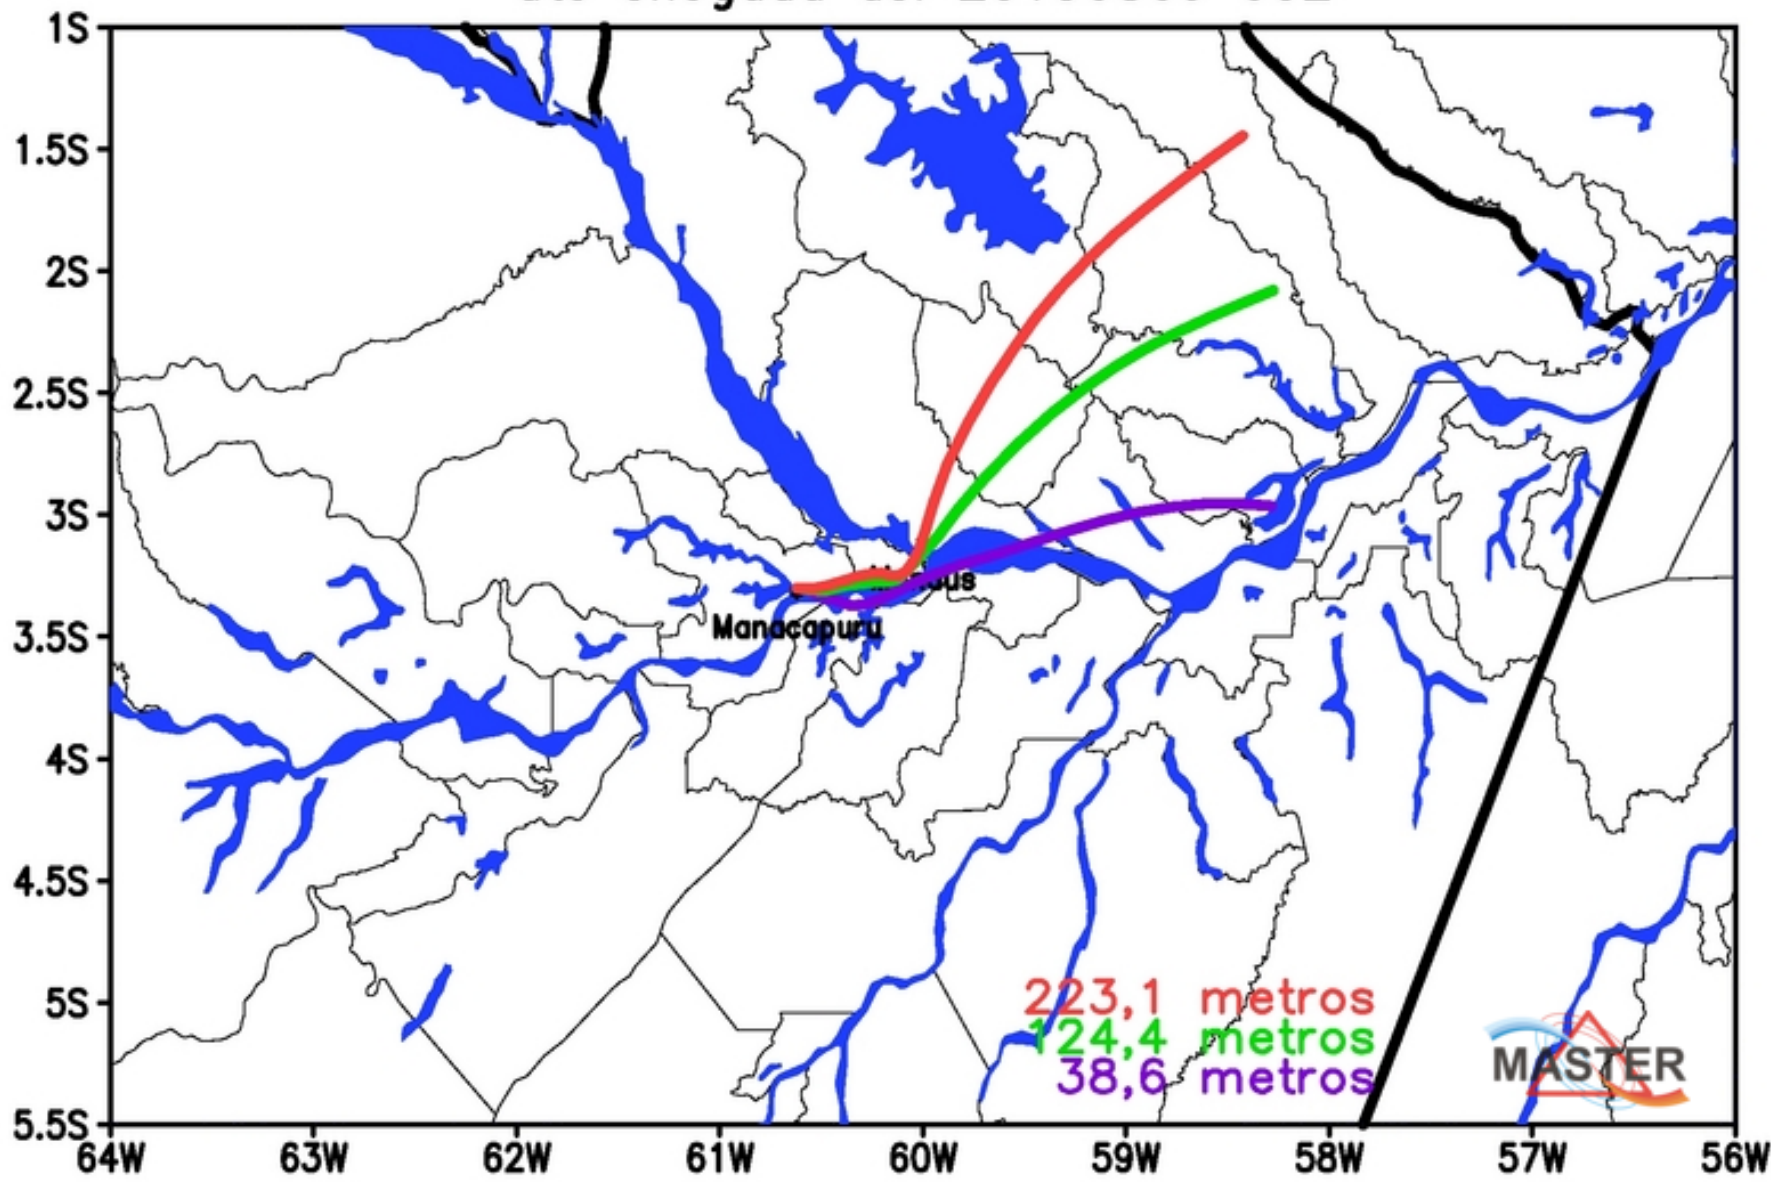 1S
1.5S
2S
2.5S
3S
3.5S
Manacapuru
4S
4.5S
5S
223,1 metros
124,4 metros
38,6 metros
MASTER
5.5S
64W 63W 62W 61W 60W 59W 58W 57W 56W